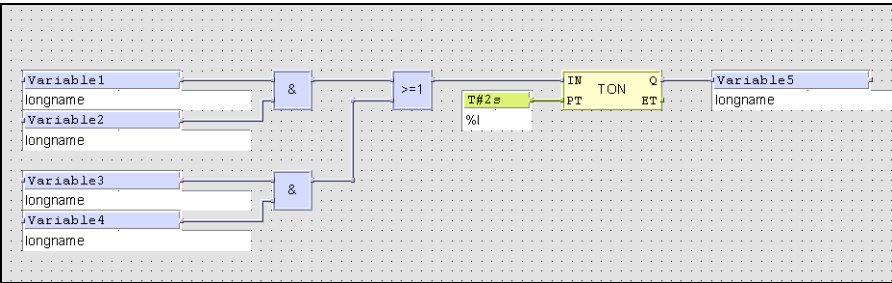 Variable1
longname
Variable2
longname
Variable3
longname
Variable4
longname
&
&
>=1
T#2s
%I
IN Q
TON
PT ET
Variable5
longname